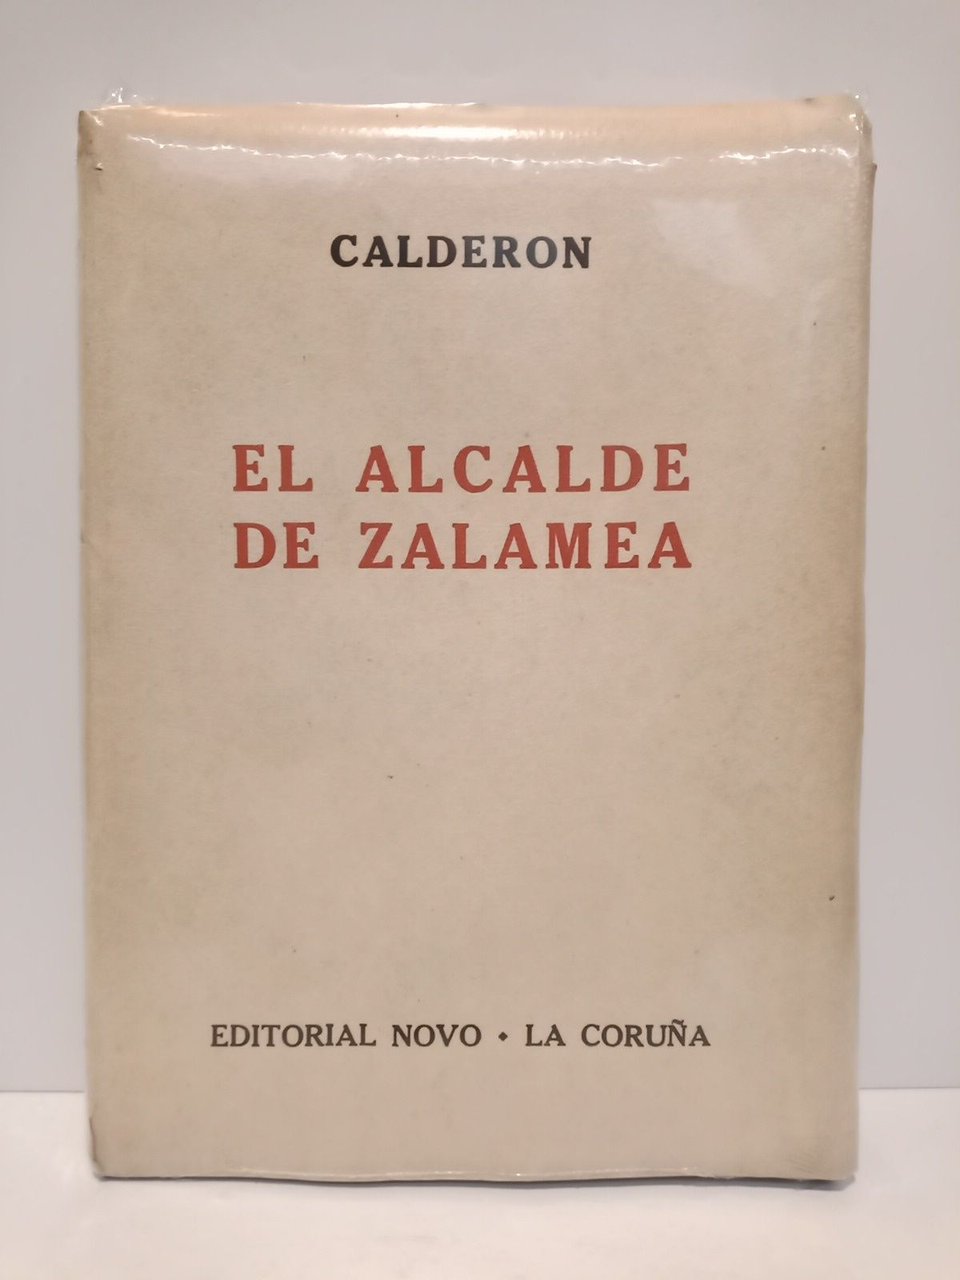 CALDERON
EL ALCALDE
DE ZALAMEA
EDITORIAL NOVO • LA CORUÑA